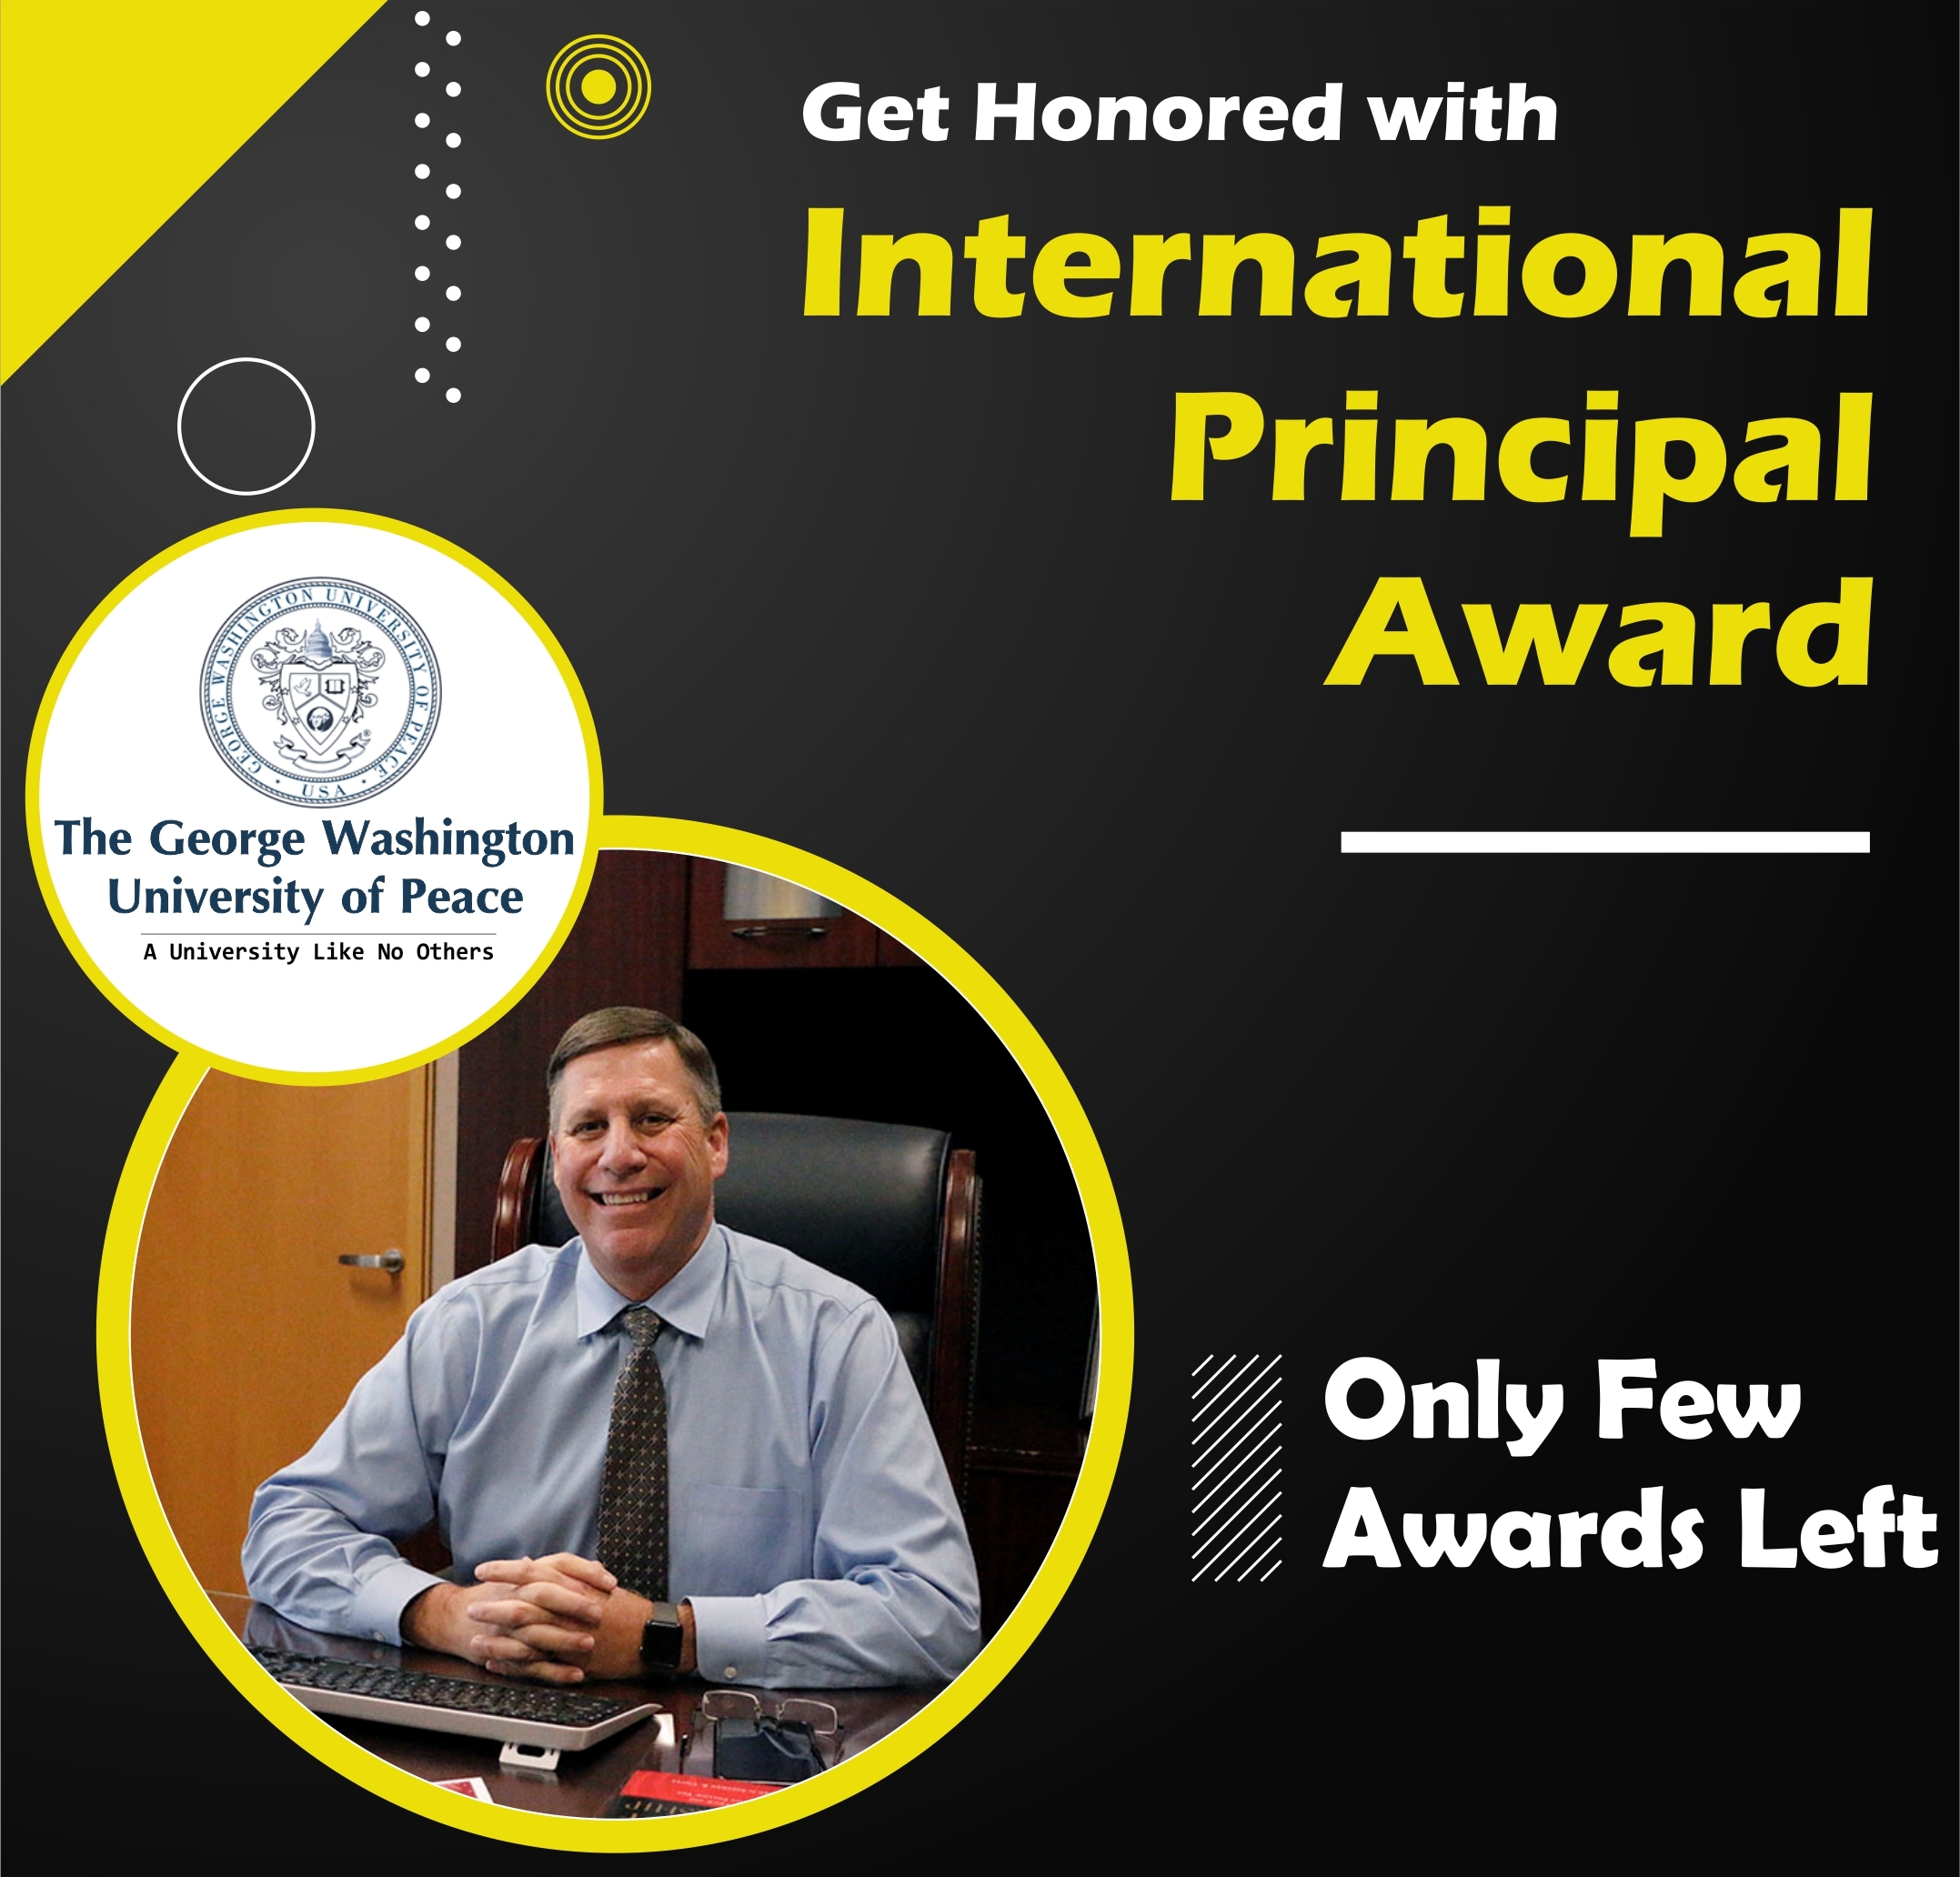 Get Honored with
International
Principal
Award
GEORGE WASHINGTON UNIVERSITY OF PEACE
· USA ·
®
The George Washington
University of Peace
A University Like No Others
Only Few
Awards Left